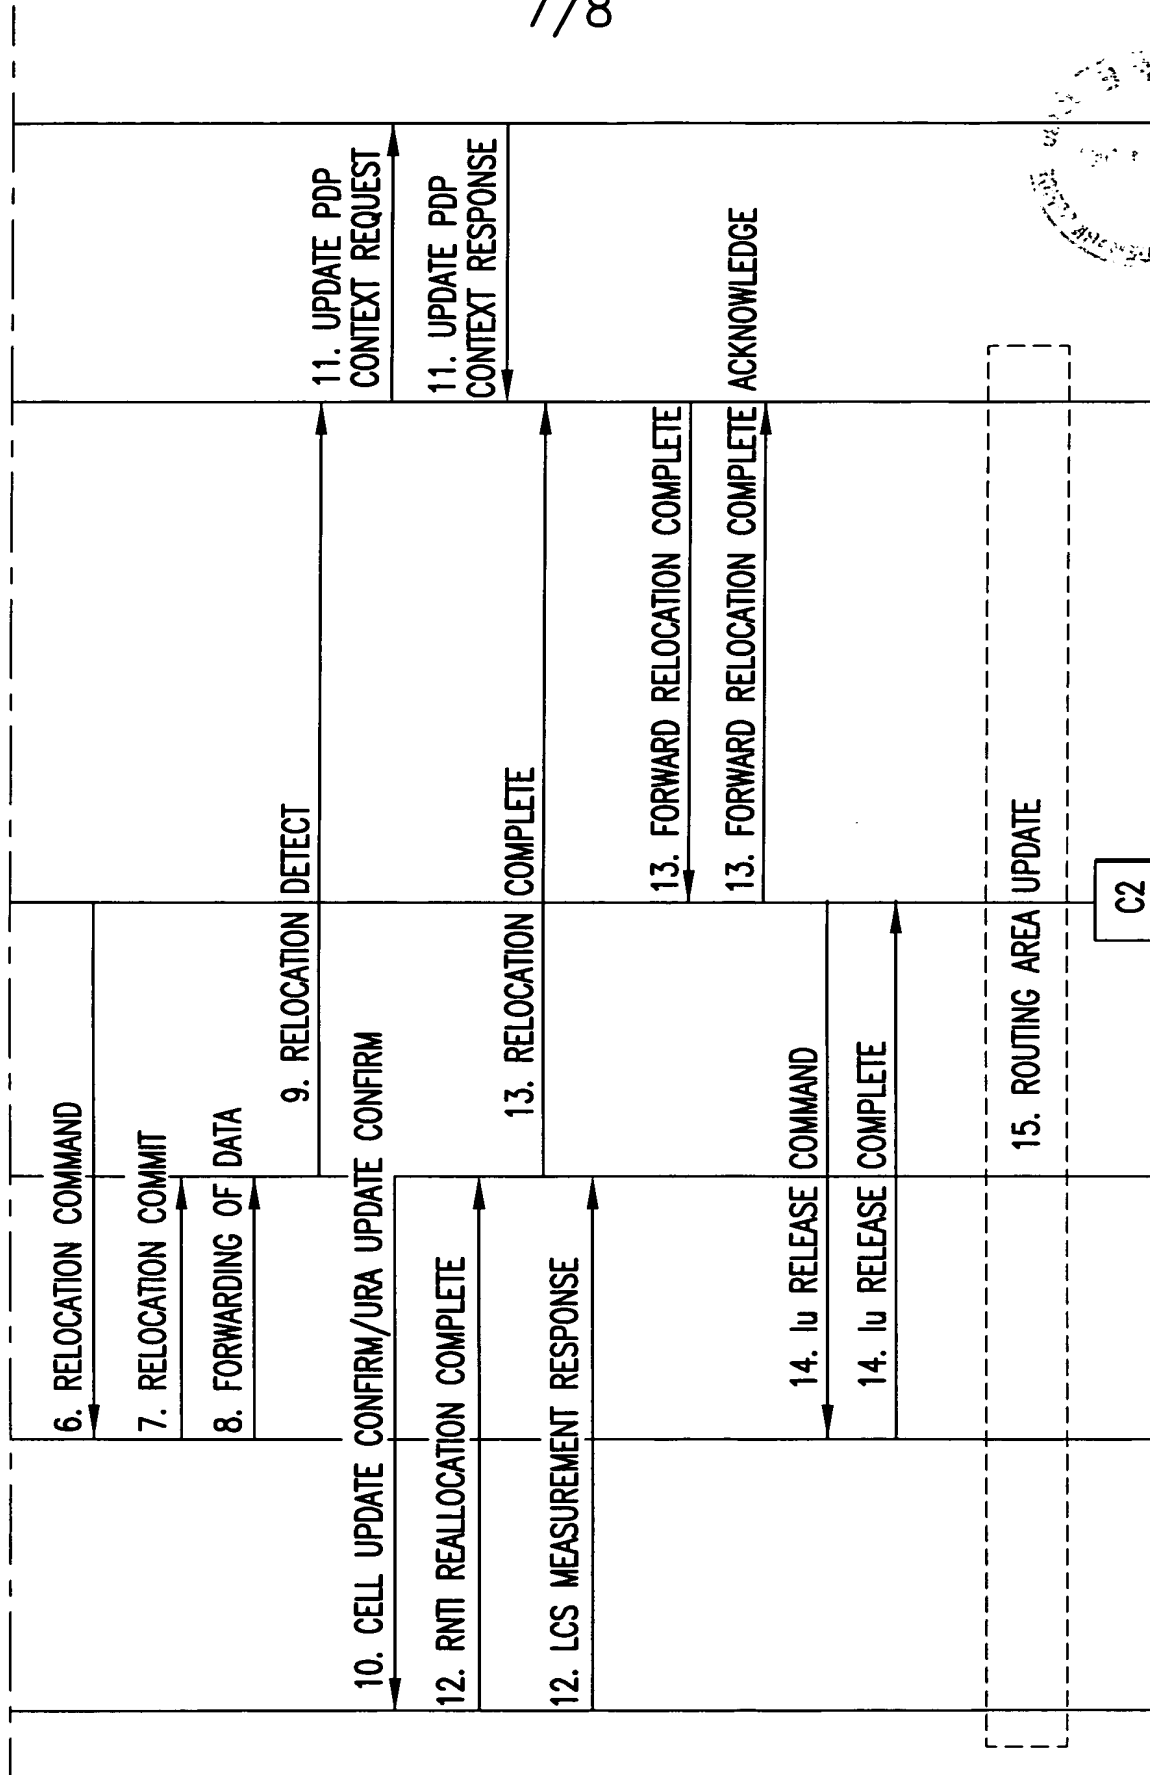 7/8
6. RELOCATION COMMAND
7. RELOCATION COMMIT
8. FORWARDING OF DATA
9. RELOCATION DETECT
10. CELL UPDATE CONFIRM/URA UPDATE CONFIRM
11. UPDATE PDP
CONTEXT REQUEST
11. UPDATE PDP
CONTEXT RESPONSE
12. RNTI REALLOCATION COMPLETE
13. RELOCATION COMPLETE
12. LCS MEASUREMENT RESPONSE
13. FORWARD RELOCATION COMPLETE
13. FORWARD RELOCATION COMPLETE ACKNOWLEDGE
14. Iu RELEASE COMMAND
14. Iu RELEASE COMPLETE
15. ROUTING AREA UPDATE
C2